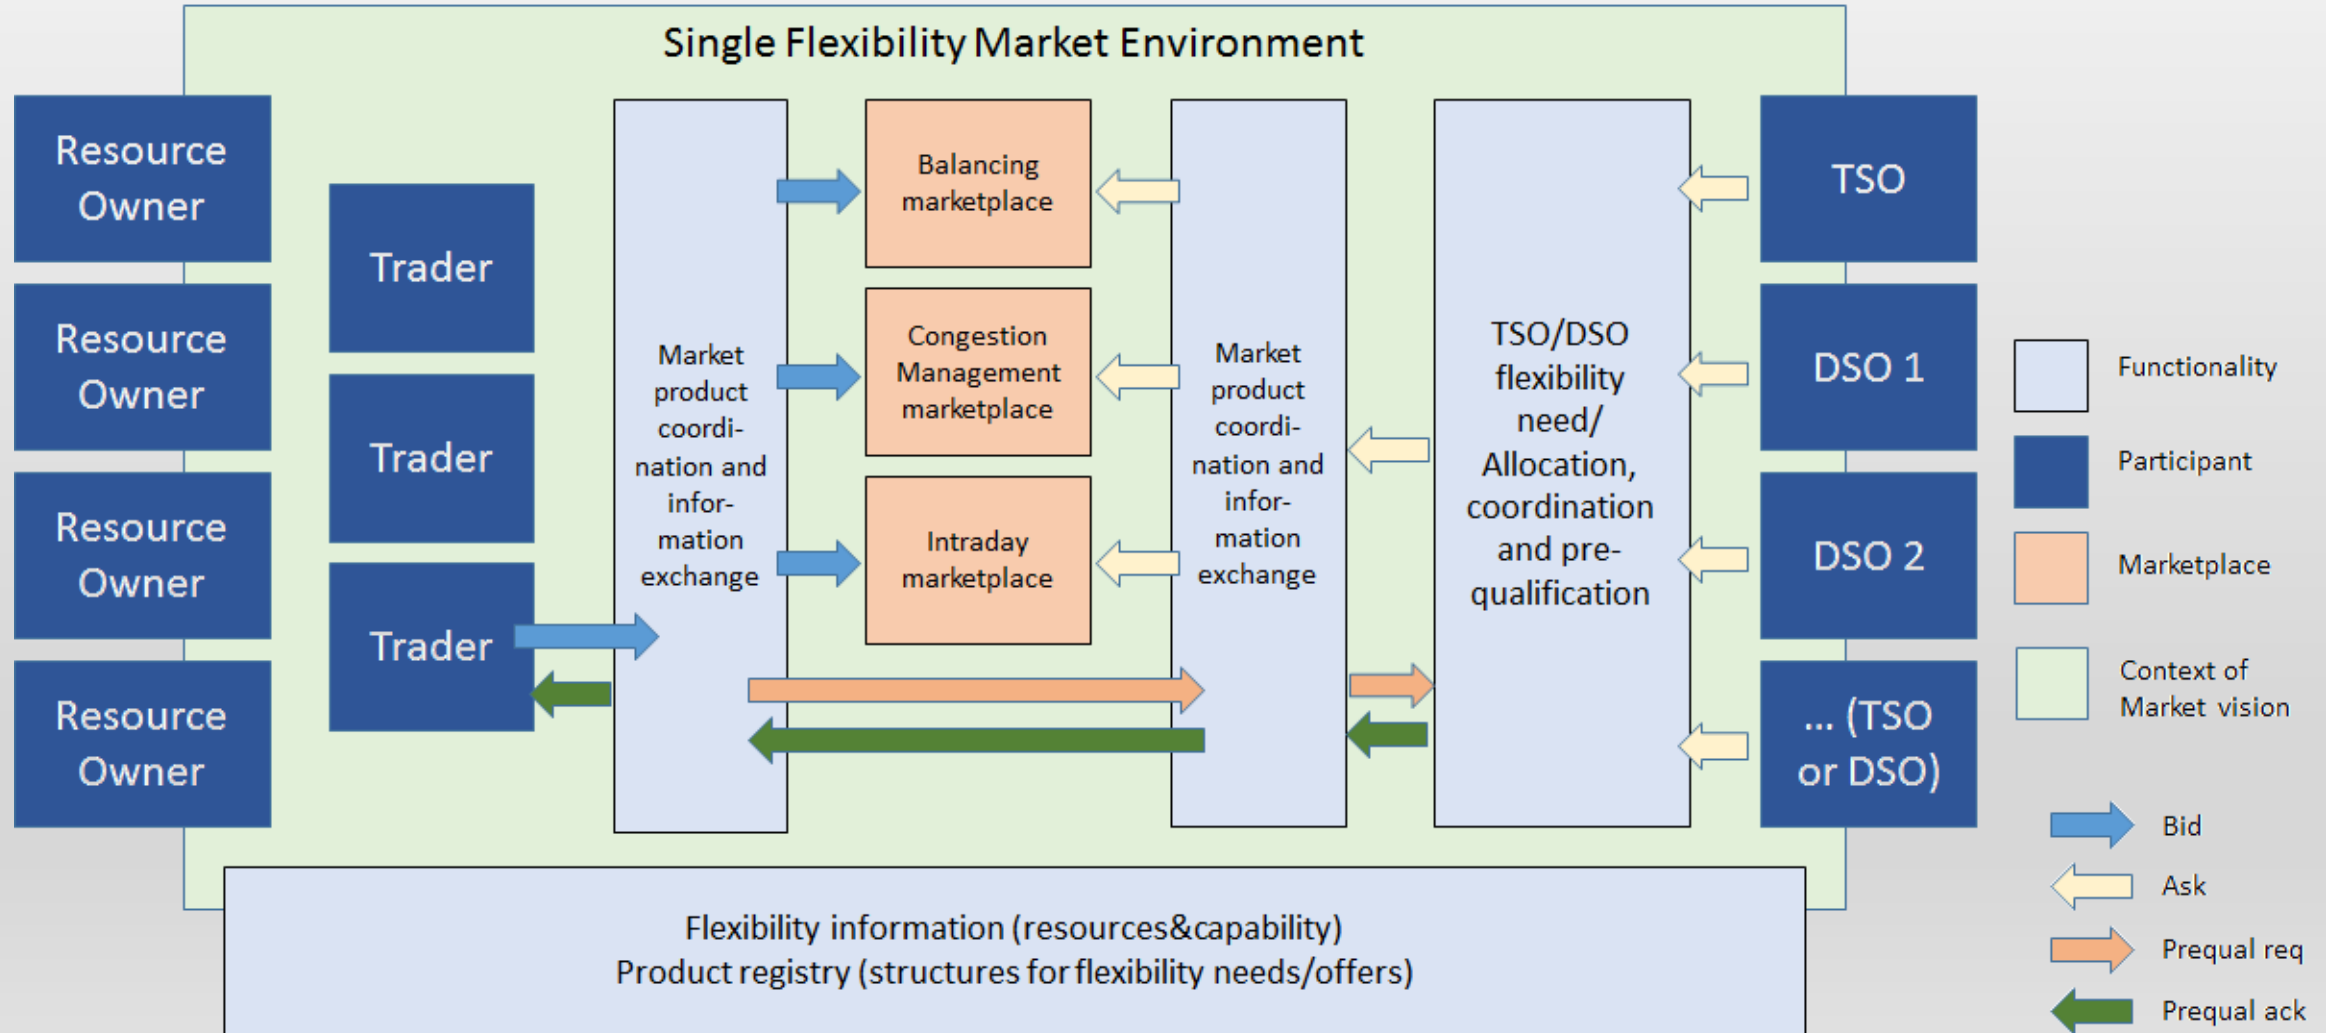 Single Flexibility Market Environment
Resource
Owner
Resource
Owner
Resource
Owner
Resource
Owner
Trader
Trader
Trader
Market
product
coordi-
nation and
infor-
mation
exchange
Balancing
marketplace
Congestion
Management
marketplace
Intraday
marketplace
Market
product
coordi-
nation and
infor-
mation
exchange
TSO/DSO
flexibility
need/
Allocation,
coordination
and pre-
qualification
TSO
DSO 1
DSO 2
... (TSO
or DSO)
Functionality
Participant
Marketplace
Context of
Market vision
Bid
Ask
Prequal req
Prequal ack
Flexibility information (resources&capability)
Product registry (structures for flexibility needs/offers)